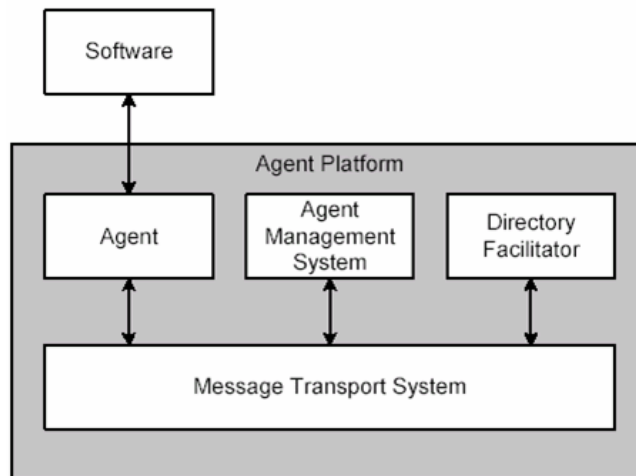 Software
Agent Platform
Agent
Agent
Management
System
Directory
Facilitator
Message Transport System